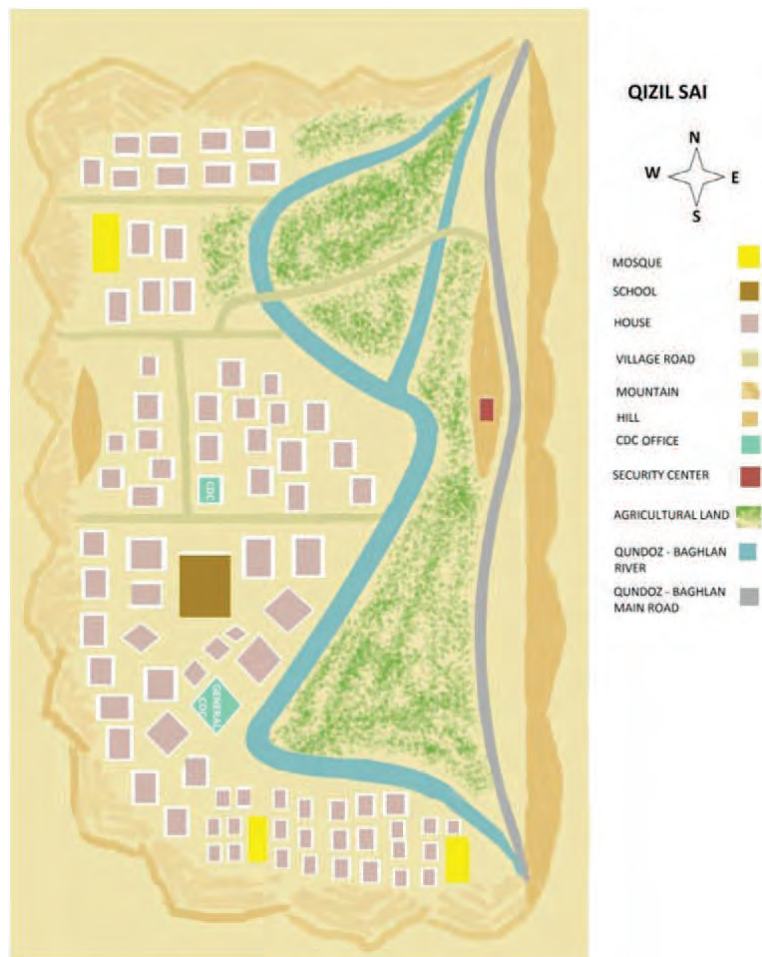 QIZIL SAI
N
W E
S
MOSQUE
SCHOOL
HOUSE
VILLAGE ROAD
MOUNTAIN
HILL
CDC OFFICE
SECURITY CENTER
AGRICULTURAL LAND
QUNDOZ - BAGHLAN
RIVER
QUNDOZ - BAGHLAN
MAIN ROAD
CDC
GENERAL
CDC